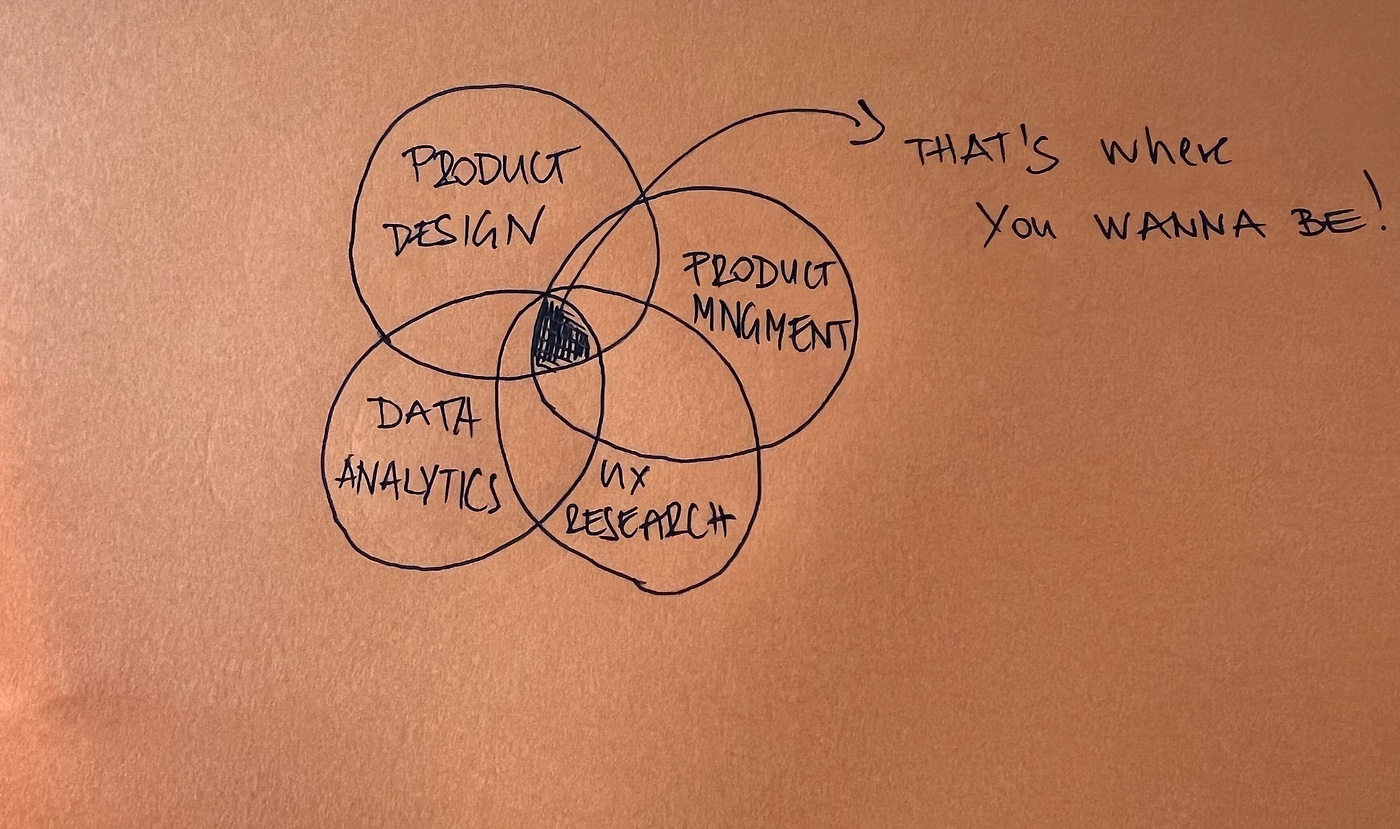 PRODUCT
DESIGN
PRODUCT
MNGMENT
DATA
ANALYTICS
UX
RESEARCH
THAT'S where
You WANNA BE!